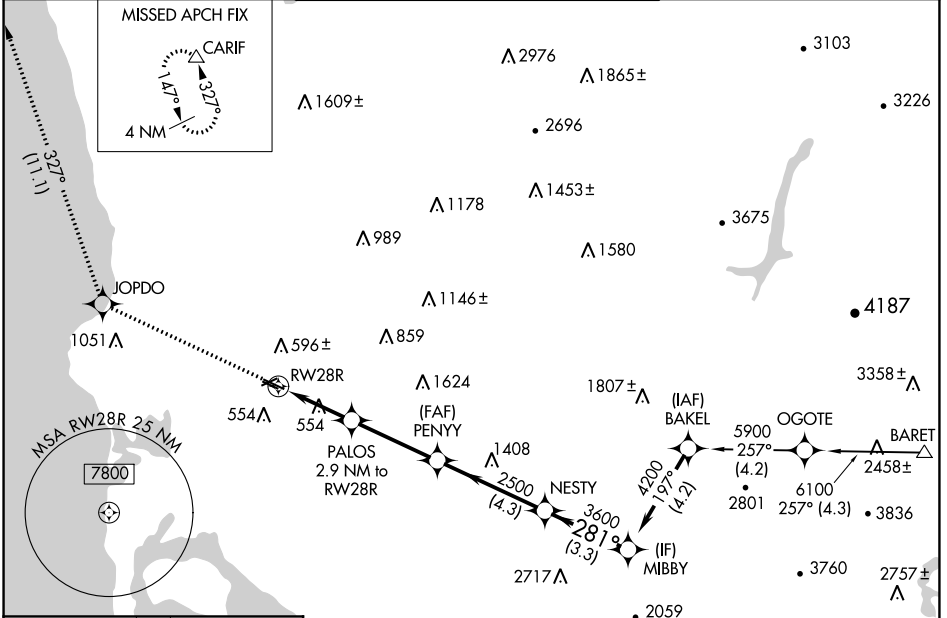 MISSED APCH FIX
CARIF
147°
327°
4 NM
327°
(11.1)
2976
1865±
3103
1609±
2696
3226
1453±
1178
3675
989
1580
JOPDO
1146±
4187
1051
596±
859
RW28R
1624
3358±
554
554
(FAF)
PENYY
1807±
(IAF)
BAKEL
OGOTE
BARET
PALOS
2.9 NM to
RW28R
1408
5900
257°
(4.2)
2458±
6100
257° (4.3)
2801
4200
197°
(4.2)
2500
(4.3)
NESTY
3600
281°
(3.3)
3836
(IF)
MIBBY
2717
3760
2757±
2059
MSA RW28R 25 NM
7800